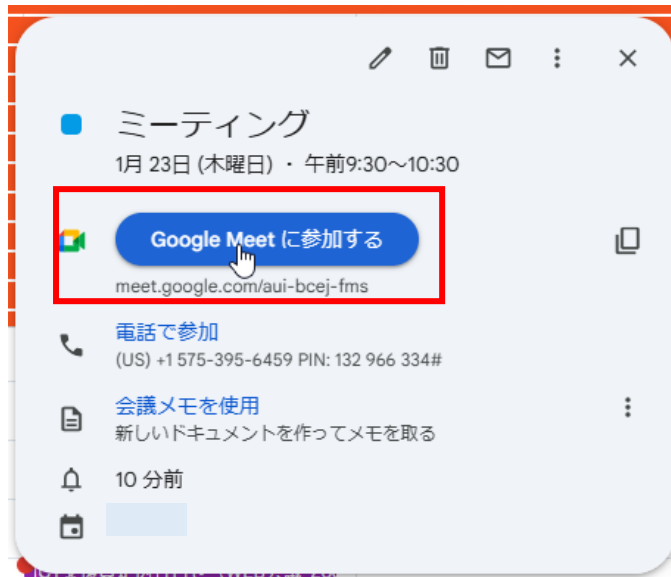 ミーティング
1月 23日 (木曜日) ・ 午前9:30～10:30
Google Meet に参加する
meet.google.com/aui-bcej-fms
電話で参加
(US) +1 575-395-6459 PIN: 132 966 334#
会議メモを使用
新しいドキュメントを作ってメモを取る
10 分前